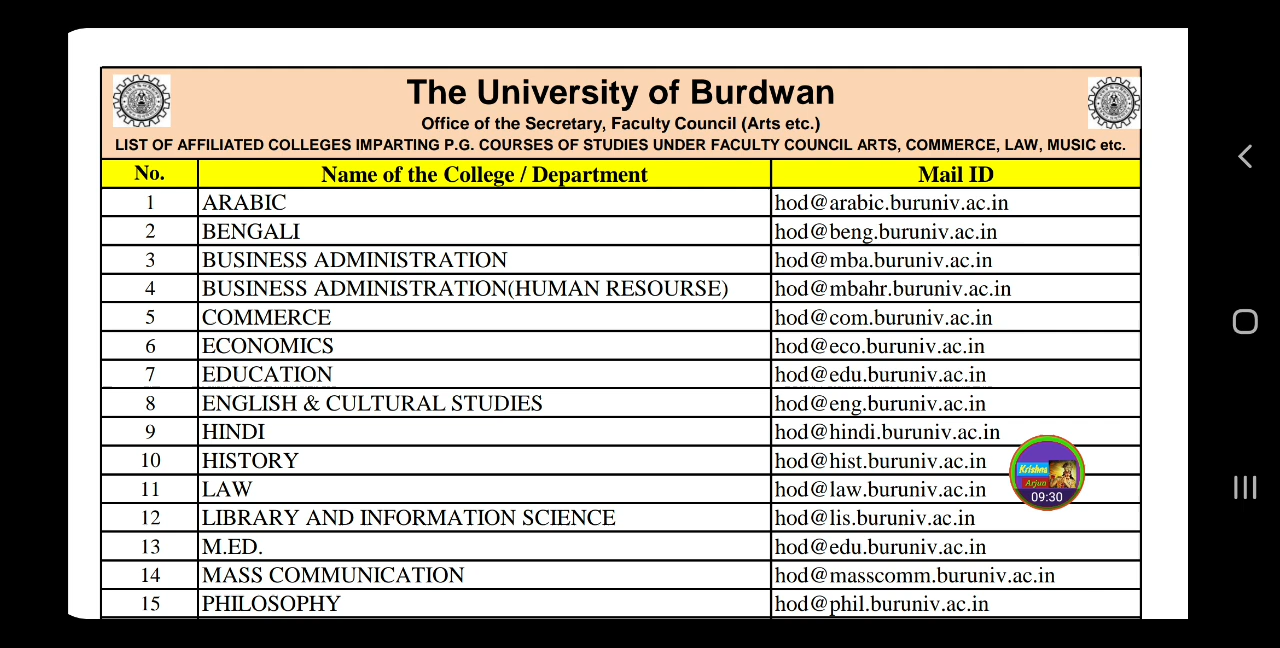 The University of Burdwan
Office of the Secretary, Faculty Council (Arts etc.)
LIST OF AFFILIATED COLLEGES IMPARTING P.G. COURSES OF STUDIES UNDER FACULTY COUNCIL ARTS, COMMERCE, LAW, MUSIC etc.
No. Name of the College / Department Mail ID
1 ARABIC hod@arabic.buruniv.ac.in
2 BENGALI hod@beng.buruniv.ac.in
3 BUSINESS ADMINISTRATION hod@mba.buruniv.ac.in
4 BUSINESS ADMINISTRATION(HUMAN RESOURSE) hod@mbahr.buruniv.ac.in
5 COMMERCE hod@com.buruniv.ac.in
6 ECONOMICS hod@eco.buruniv.ac.in
7 EDUCATION hod@edu.buruniv.ac.in
8 ENGLISH & CULTURAL STUDIES hod@eng.buruniv.ac.in
9 HINDI hod@hindi.buruniv.ac.in
10 HISTORY hod@hist.buruniv.ac.in
11 LAW hod@law.buruniv.ac.in
12 LIBRARY AND INFORMATION SCIENCE hod@lis.buruniv.ac.in
13 M.ED. hod@edu.buruniv.ac.in
14 MASS COMMUNICATION hod@masscomm.buruniv.ac.in
15 PHILOSOPHY hod@phil.buruniv.ac.in
Krishna
Arjun
09:30